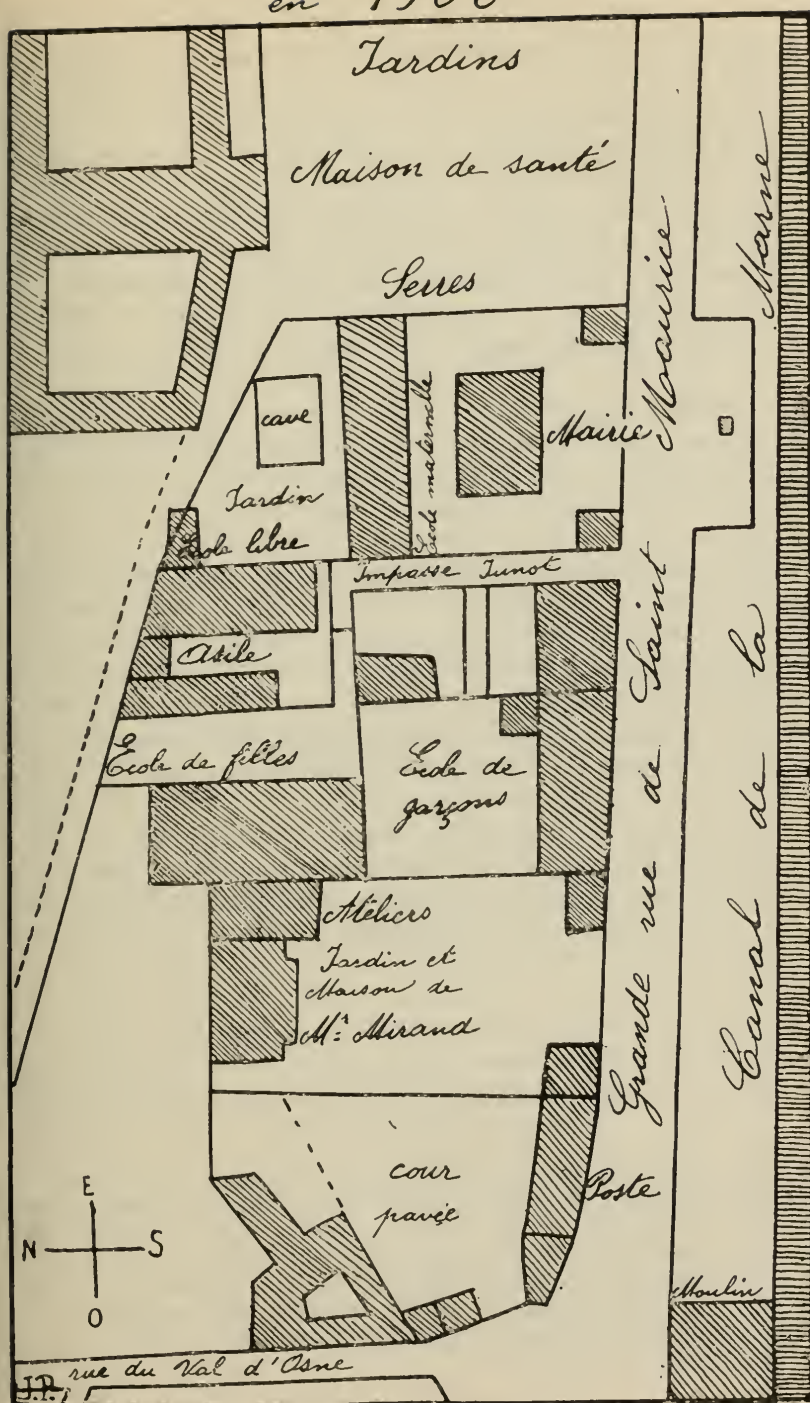 en
Jardins
Maison de santé
Serres
cave
École maternelle
Mairie
Jardin
École libre
Impasse Junot
Asile
École de filles
École de
garçons
Atéliers
Jardin et
Maison de
Mr Mirand
Grande rue de Saint Maurice
Canal de la Marne
cour
pavée
Poste
Moulin
E
N S
O
rue du Val d'Osne
J.P.